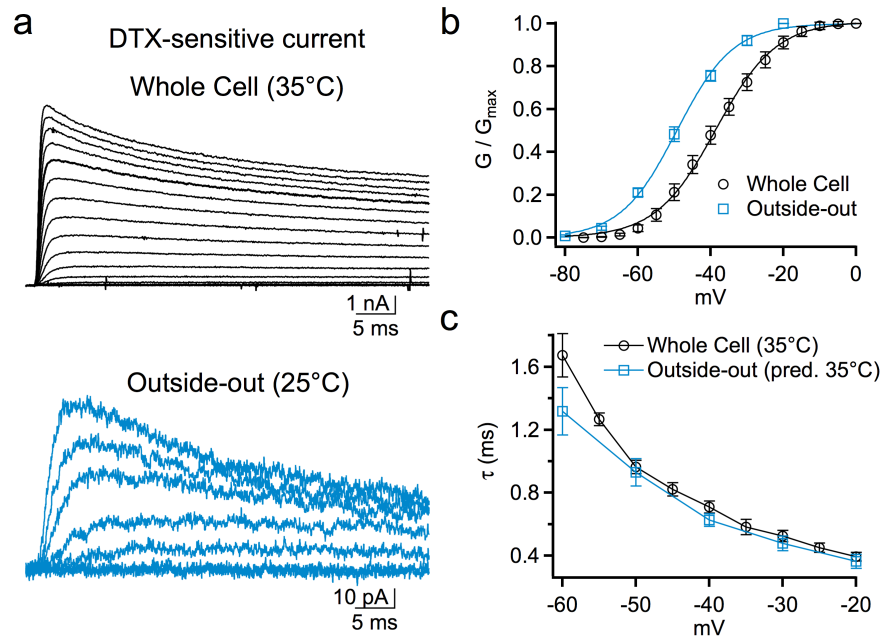 a
DTX-sensitive current
Whole Cell (35°C)
1 nA
5 ms
Outside-out (25°C)
10 pA
5 ms
b
G / Gmax
1.0
0.8
0.6
0.4
0.2
0.0
Whole Cell
Outside-out
-80
-60
-40
-20
0
mV
c
τ (ms)
1.6
1.2
0.8
0.4
Whole Cell (35°C)
Outside-out (pred. 35°C)
-60
-50
-40
-30
-20
mV